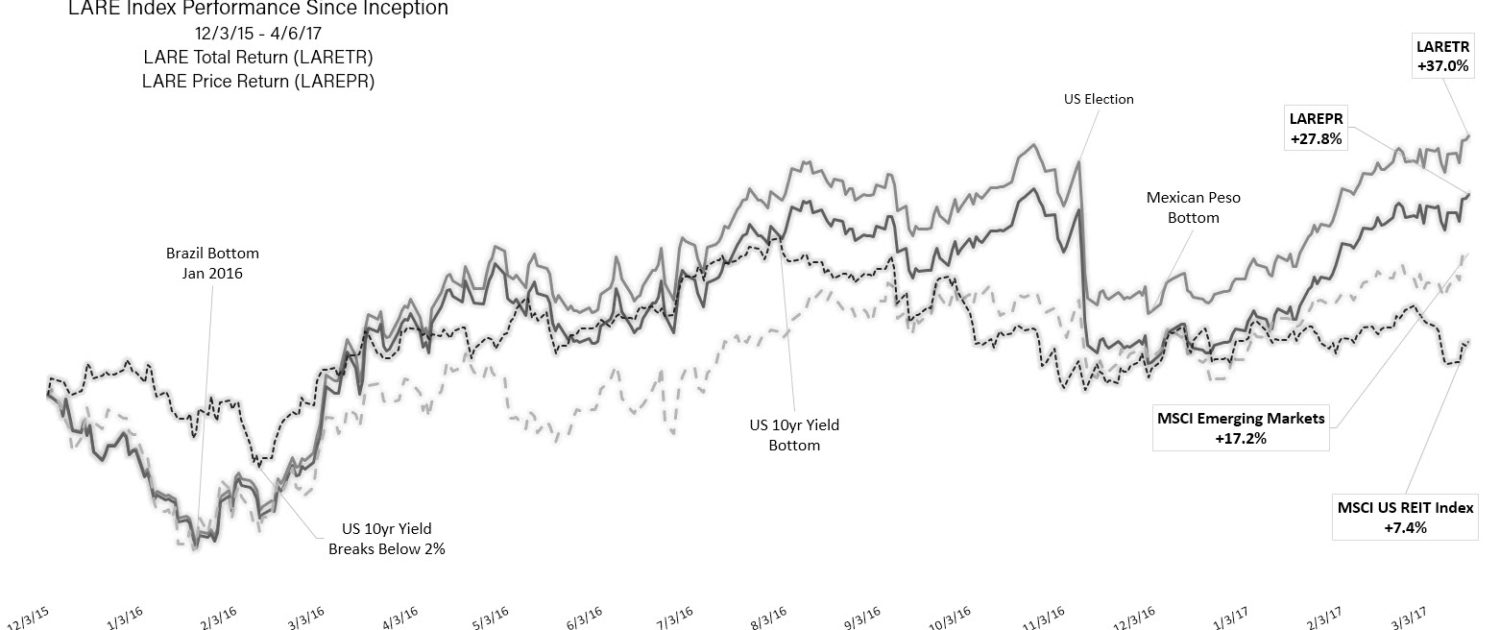 LARE Index Performance Since Inception
12/3/15 - 4/6/17
LARE Total Return (LARETR)
LARE Price Return (LAREPR)
LARETR
+37.0%
US Election
LAREPR
+27.8%
Mexican Peso
Bottom
Brazil Bottom
Jan 2016
US 10yr Yield
Bottom
MSCI Emerging Markets
+17.2%
MSCI US REIT Index
+7.4%
US 10yr Yield
Breaks Below 2%
12/3/15
1/3/16
2/3/16
3/3/16
4/3/16
5/3/16
6/3/16
7/3/16
8/3/16
9/3/16
10/3/16
11/3/16
12/3/16
1/3/17
2/3/17
3/3/17